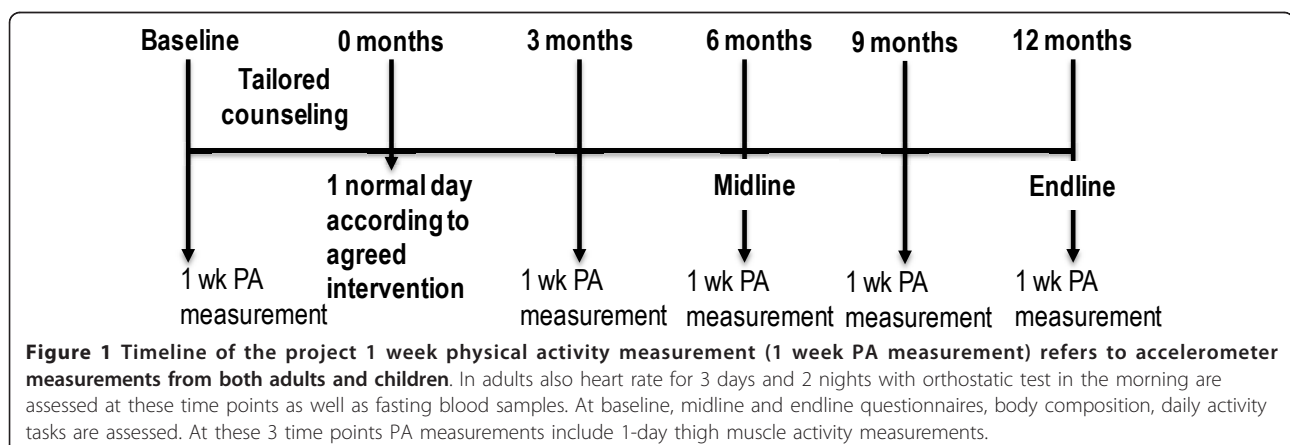 Baseline 0 months 3 months 6 months 9 months 12 months
Tailored
counseling
1 normal day
according to
agreed
intervention
Midline Endline
1 wk PA
measurement
1 wk PA
measurement
1 wk PA
measurement
1 wk PA
measurement
1 wk PA
measurement
Figure 1 Timeline of the project 1 week physical activity measurement (1 week PA measurement) refers to accelerometer
measurements from both adults and children. In adults also heart rate for 3 days and 2 nights with orthostatic test in the morning are
assessed at these time points as well as fasting blood samples. At baseline, midline and endline questionnaires, body composition, daily activity
tasks are assessed. At these 3 time points PA measurements include 1-day thigh muscle activity measurements.